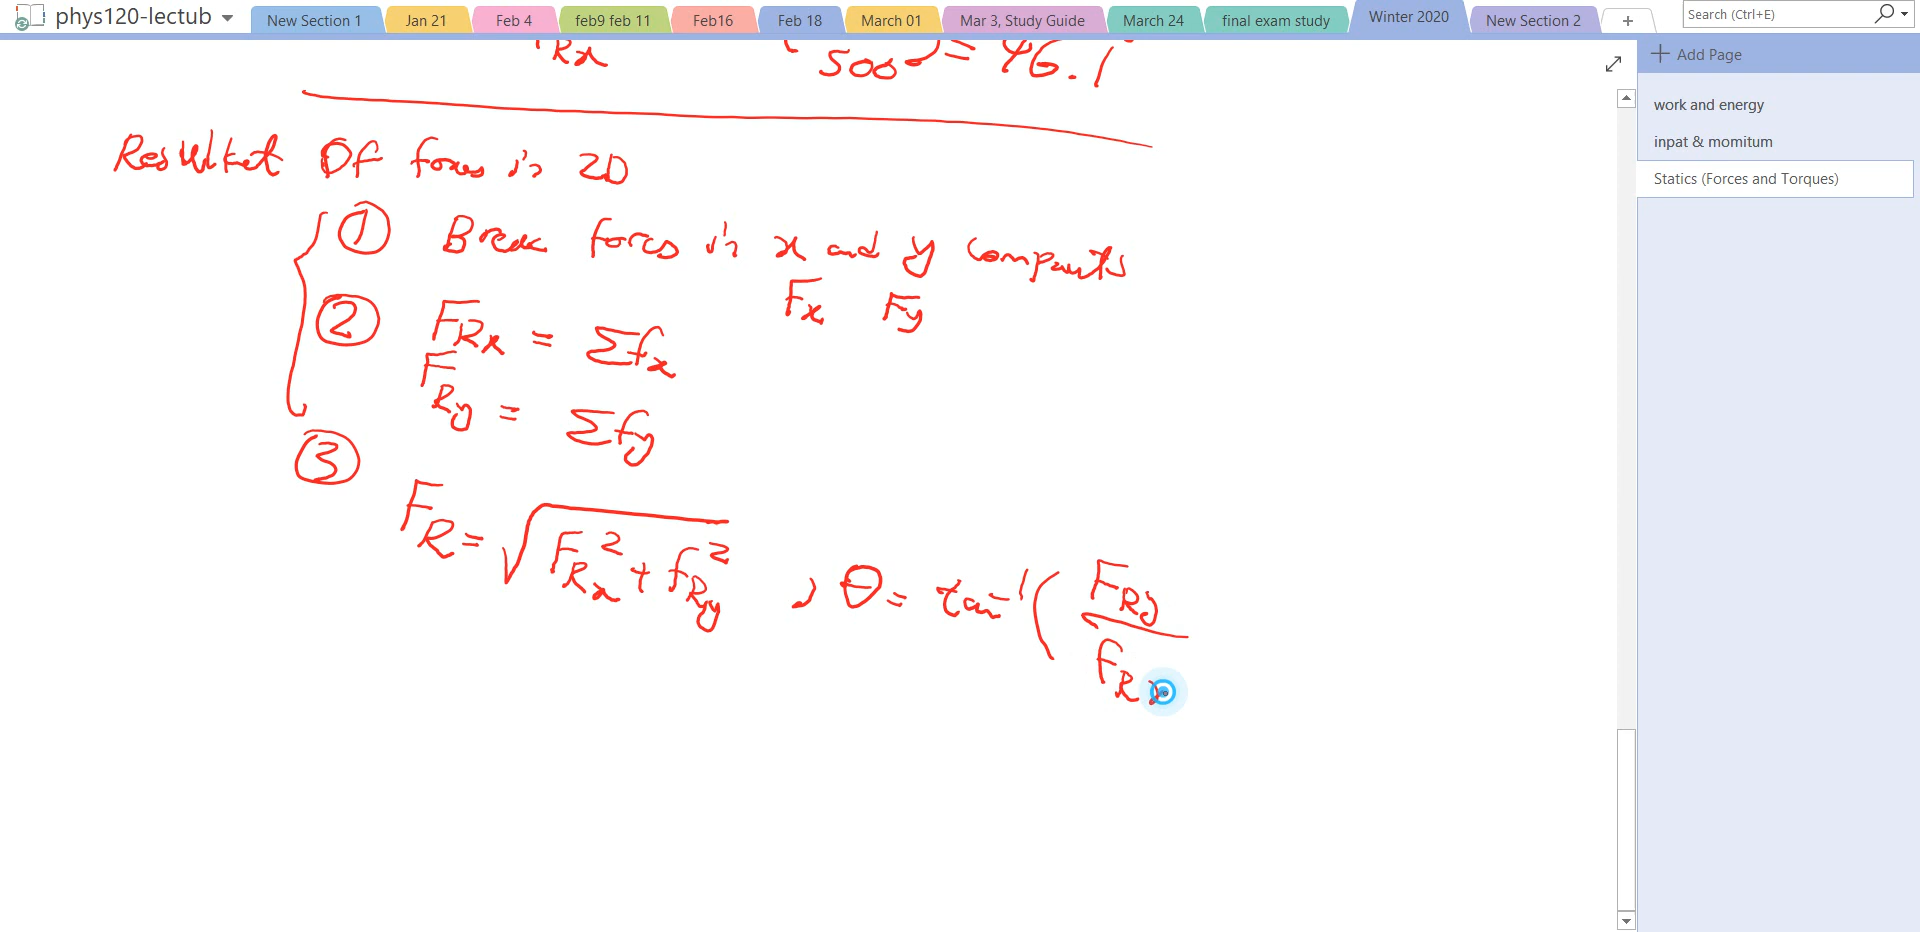 phys120-lectub
New Section 1
Jan 21
Feb 4
feb9 feb 11
Feb16
Feb 18
March 01
Mar 3, Study Guide
March 24
final exam study
Winter 2020
New Section 2
+
Search (Ctrl+E)
Add Page
work and energy
inpat & momitum
Statics (Forces and Torques)
Rx 500 = 46.1
Of forces in 2D
① Break forces in x and y
Fx Fy
② FRx = Σfx
FRy = Σfy
③
FR = √FRx² + fRy² , θ = tan⁻¹ ( FRy
fR